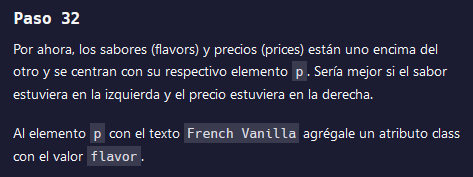 Paso 32
Por ahora, los sabores (flavors) y precios (prices) están uno encima del
otro y se centran con su respectivo elemento p. Sería mejor si el sabor
estuviera en la izquierda y el precio estuviera en la derecha.
Al elemento p con el texto French Vanilla agrégale un atributo class
con el valor flavor.